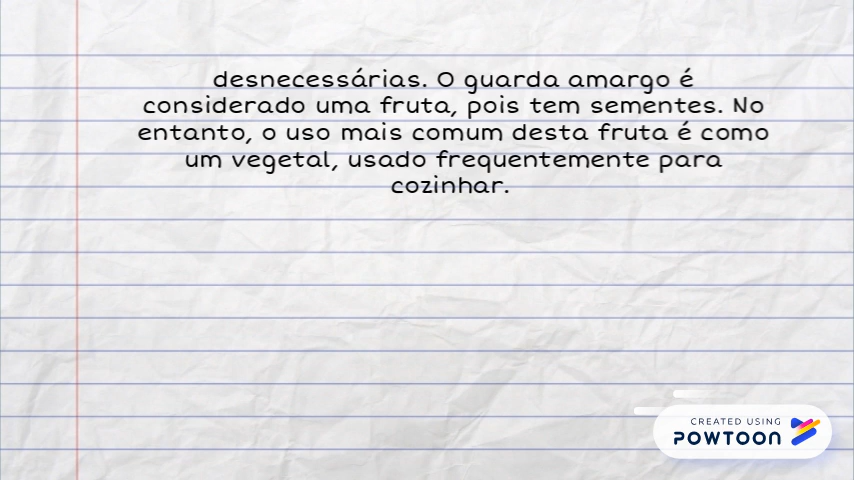 desnecessárias. O guarda amargo é
considerado uma fruta, pois tem sementes. No
entanto, o uso mais comum desta fruta é como
um vegetal, usado frequentemente para
cozinhar.
CREATED USING
POWTOON